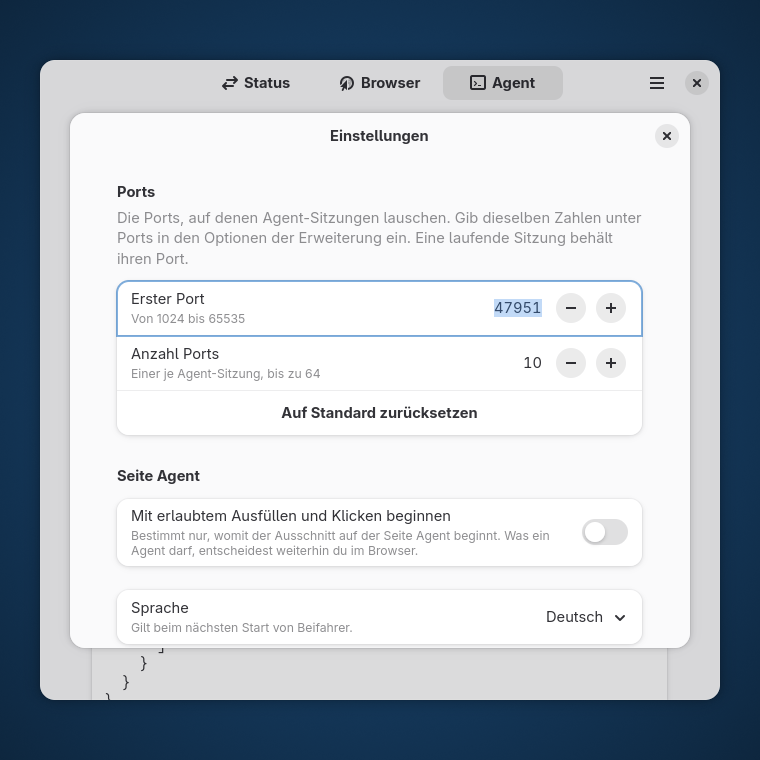 Status
Browser
Agent
Einstellungen
Ports
Die Ports, auf denen Agent-Sitzungen lauschen. Gib dieselben Zahlen unter
Ports in den Optionen der Erweiterung ein. Eine laufende Sitzung behält
ihren Port.
Erster Port
Von 1024 bis 65535
47951
Anzahl Ports
Einer je Agent-Sitzung, bis zu 64
10
Auf Standard zurücksetzen
Seite Agent
Mit erlaubtem Ausfüllen und Klicken beginnen
Bestimmt nur, womit der Ausschnitt auf der Seite Agent beginnt. Was ein
Agent darf, entscheidest weiterhin du im Browser.
Sprache
Gilt beim nächsten Start von Beifahrer.
Deutsch
]
}
}
}